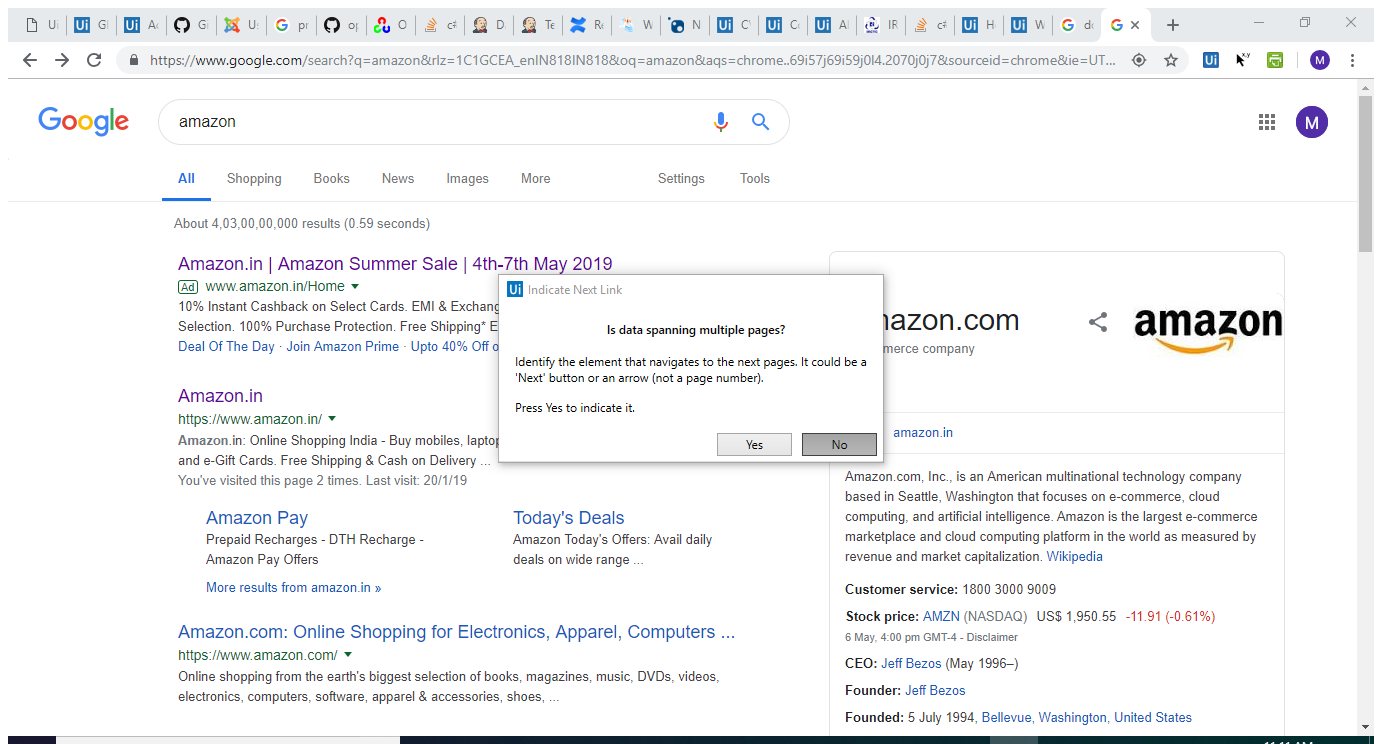 Ui Ui Gl Ui Ac Gi Us pr op O c# D Te Re W N Ui C\ Ui Co Ui Al IR c# Ui H Ui W do
https://www.google.com/search?q=amazon&rlz=1C1GCEA_enIN818IN818&oq=amazon&aqs=chrome..69i57j69i59j0l4.2070j0j7&sourceid=chrome&ie=UT... Ui M
Google amazon M
All Shopping Books News Images More Settings Tools
About 4,03,00,00,000 results (0.59 seconds)
Amazon.in | Amazon Summer Sale | 4th-7th May 2019
Ad www.amazon.in/Home
10% Instant Cashback on Select Cards. EMI & Exchang
Selection. 100% Purchase Protection. Free Shipping* E
Deal Of The Day · Join Amazon Prime · Upto 40% Off o
Amazon.in
https://www.amazon.in/
Amazon.in: Online Shopping India - Buy mobiles, laptop
and e-Gift Cards. Free Shipping & Cash on Delivery ...
You've visited this page 2 times. Last visit: 20/1/19
Amazon Pay
Prepaid Recharges - DTH Recharge -
Amazon Pay Offers
Today's Deals
Amazon Today's Offers: Avail daily
deals on wide range ...
More results from amazon.in »
Amazon.com: Online Shopping for Electronics, Apparel, Computers ...
https://www.amazon.com/
Online shopping from the earth's biggest selection of books, magazines, music, DVDs, videos,
electronics, computers, software, apparel & accessories, shoes, ...
Ui Indicate Next Link
Is data spanning multiple pages?
Identify the element that navigates to the next pages. It could be a
'Next' button or an arrow (not a page number).
Press Yes to indicate it.
Yes No
nazon.com
merce company
amazon
amazon.in
Amazon.com, Inc., is an American multinational technology company
based in Seattle, Washington that focuses on e-commerce, cloud
computing, and artificial intelligence. Amazon is the largest e-commerce
marketplace and cloud computing platform in the world as measured by
revenue and market capitalization. Wikipedia
Customer service: 1800 3000 9009
Stock price: AMZN (NASDAQ) US$ 1,950.55 -11.91 (-0.61%)
6 May, 4:00 pm GMT-4 - Disclaimer
CEO: Jeff Bezos (May 1996–)
Founder: Jeff Bezos
Founded: 5 July 1994, Bellevue, Washington, United States